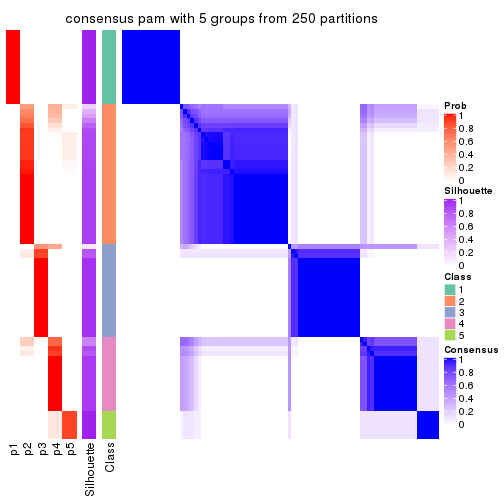 consensus pam with 5 groups from 250 partitions
Prob
1
0.8
0.6
0.4
0.2
0
Silhouette
1
0.8
0.6
0.4
0.2
0
Class
1
2
3
4
5
Consensus
1
0.8
0.6
0.4
0.2
0
p1
p2
p3
p4
p5
Silhouette
Class